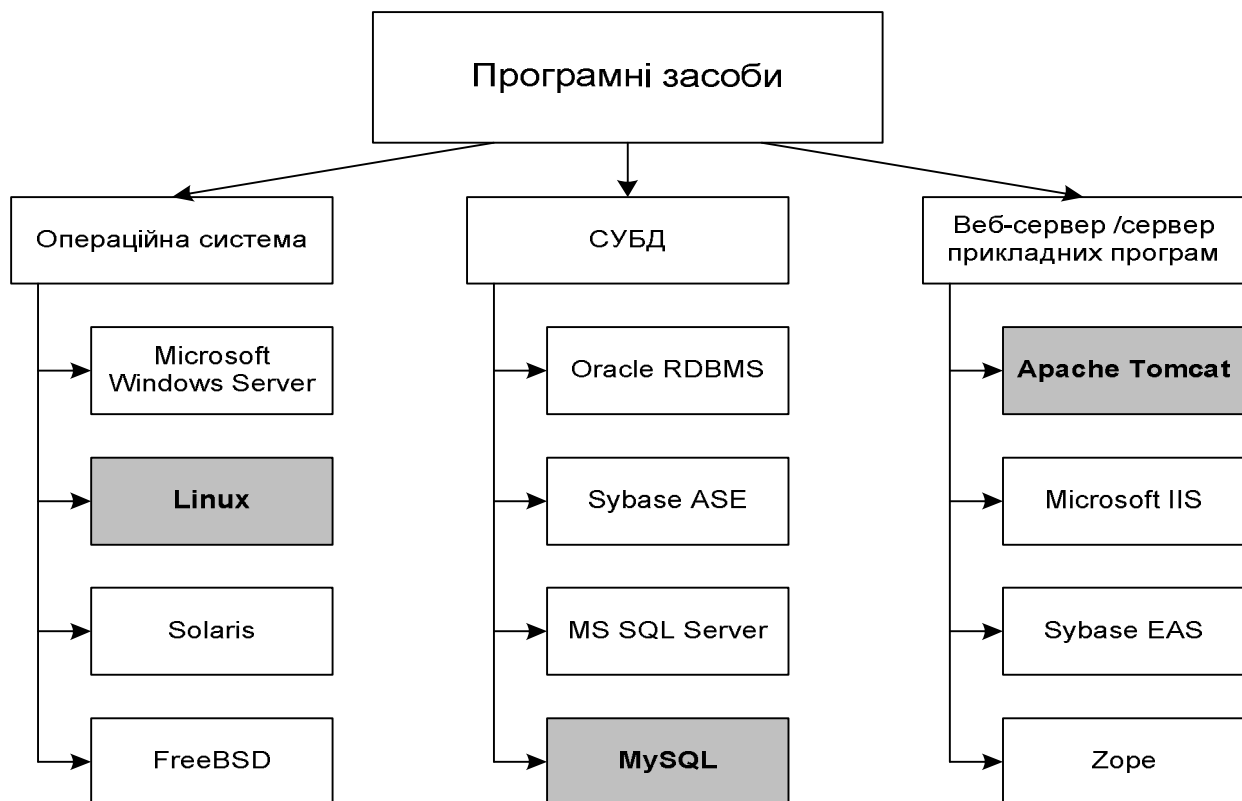 Програмні засоби
Операційна система
СУБД
Веб-сервер /сервер
прикладних програм
Microsoft
Windows Server
Oracle RDBMS
Apache Tomcat
Linux
Sybase ASE
Microsoft IIS
Solaris
MS SQL Server
Sybase EAS
FreeBSD
MySQL
Zope